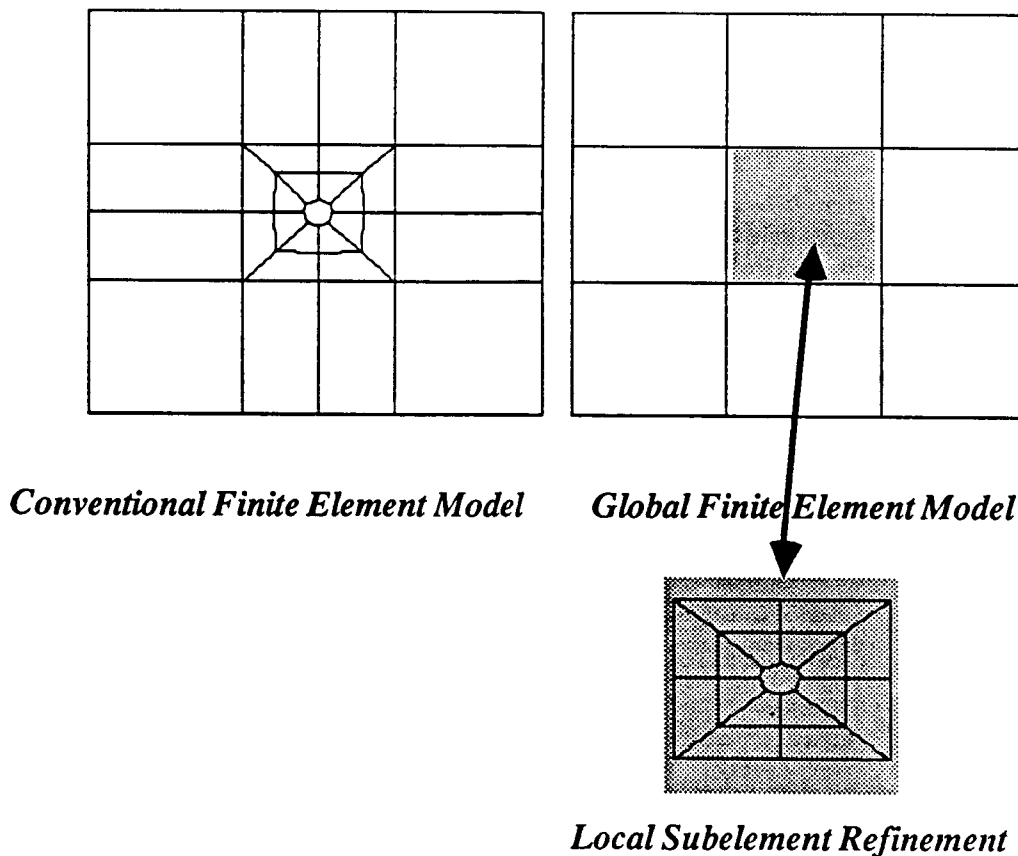 Conventional Finite Element Model
Global Finite Element Model
Local Subelement Refinement